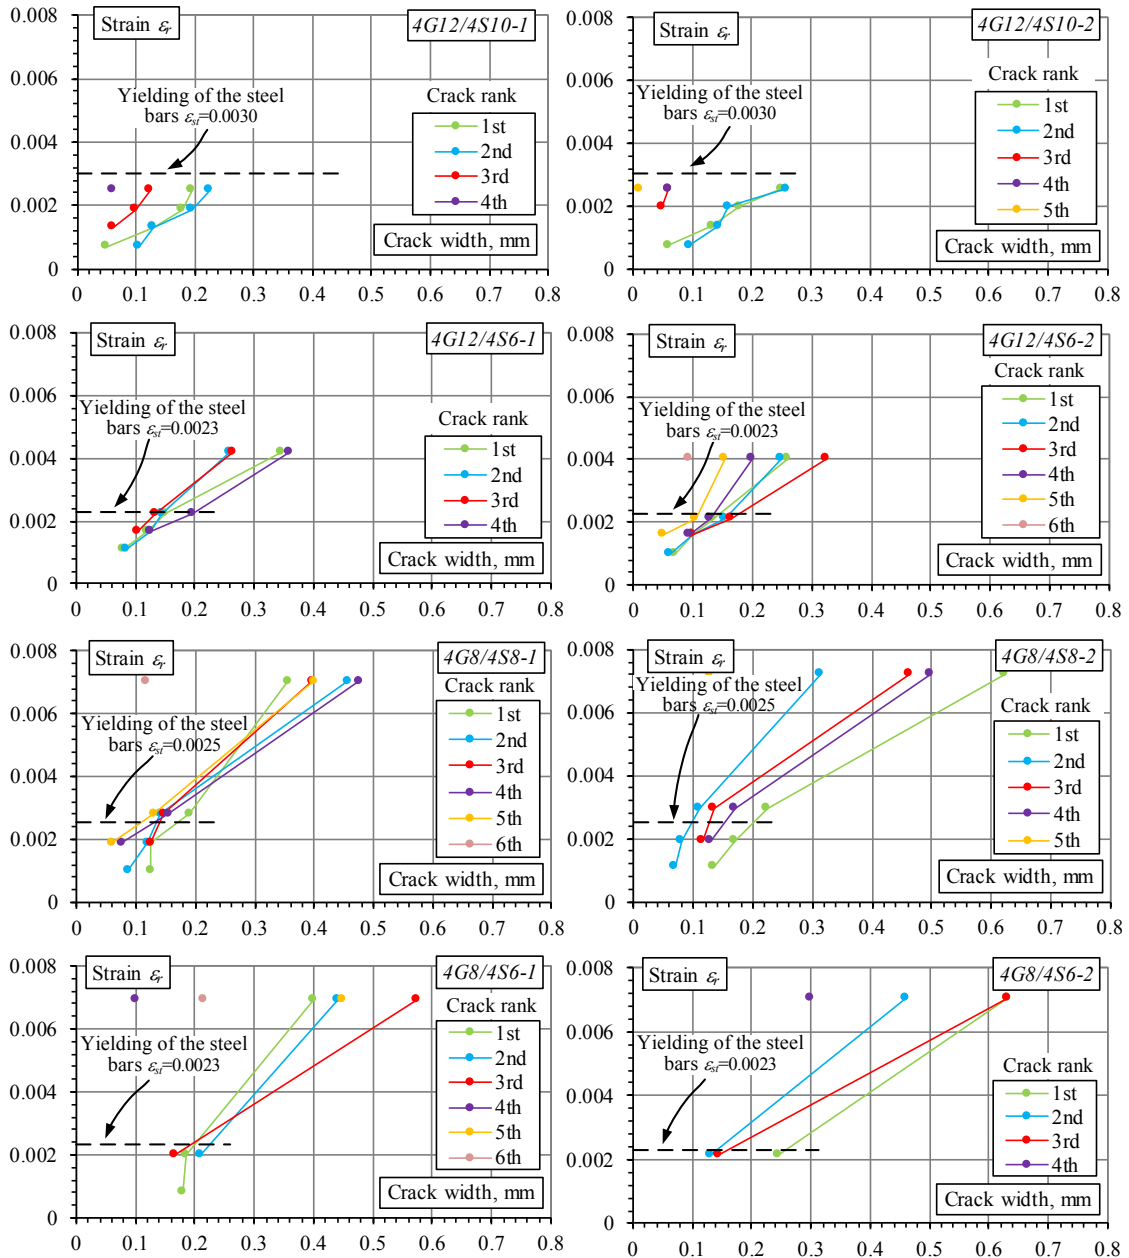 Strain εr
4G12/4S10-1
0.008
0.006
0.004
0.002
0
Yielding of the steel
bars εst=0.0030
Crack rank
1st
2nd
3rd
4th
Crack width, mm
0 0.1 0.2 0.3 0.4 0.5 0.6 0.7 0.8
Strain εr
4G12/4S10-2
0.008
0.006
0.004
0.002
0
Yielding of the steel
bars εst=0.0030
Crack rank
1st
2nd
3rd
4th
5th
Crack width, mm
0 0.1 0.2 0.3 0.4 0.5 0.6 0.7 0.8
Strain εr
4G12/4S6-1
0.008
0.006
0.004
0.002
0
Yielding of the steel
bars εst=0.0023
Crack rank
1st
2nd
3rd
4th
Crack width, mm
0 0.1 0.2 0.3 0.4 0.5 0.6 0.7 0.8
Strain εr
4G12/4S6-2
0.008
0.006
0.004
0.002
0
Yielding of the steel
bars εst=0.0023
Crack rank
1st
2nd
3rd
4th
5th
6th
Crack width, mm
0 0.1 0.2 0.3 0.4 0.5 0.6 0.7 0.8
Strain εr
4G8/4S8-1
0.008
0.006
0.004
0.002
0
Yielding of the steel
bars εst=0.0025
Crack rank
1st
2nd
3rd
4th
5th
6th
Crack width, mm
0 0.1 0.2 0.3 0.4 0.5 0.6 0.7 0.8
Strain εr
4G8/4S8-2
0.008
0.006
0.004
0.002
0
Yielding of the steel
bars εst=0.0025
Crack rank
1st
2nd
3rd
4th
5th
Crack width, mm
0 0.1 0.2 0.3 0.4 0.5 0.6 0.7 0.8
Strain εr
4G8/4S6-1
0.008
0.006
0.004
0.002
0
Yielding of the steel
bars εst=0.0023
Crack rank
1st
2nd
3rd
4th
5th
6th
Crack width, mm
0 0.1 0.2 0.3 0.4 0.5 0.6 0.7 0.8
Strain εr
4G8/4S6-2
0.008
0.006
0.004
0.002
0
Yielding of the steel
bars εst=0.0023
Crack rank
1st
2nd
3rd
4th
Crack width, mm
0 0.1 0.2 0.3 0.4 0.5 0.6 0.7 0.8